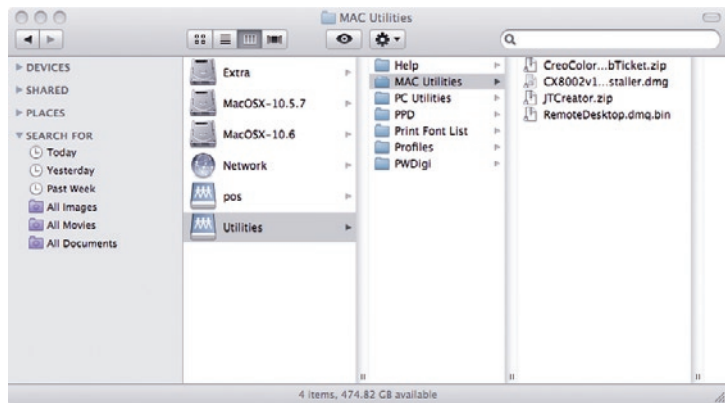 MAC Utilities
DEVICES
SHARED
PLACES
SEARCH FOR
Today
Yesterday
Past Week
All Images
All Movies
All Documents
Extra
MacOSX-10.5.7
MacOSX-10.6
Network
pos
Utilities
Help
MAC Utilities
PC Utilities
PPD
Print Font List
Profiles
PWDigi
CreoColor...bTicket.zip
CX8002v1...staller.dmg
JTCreator.zip
RemoteDesktop.dmg.bin
4 items, 474.82 GB available